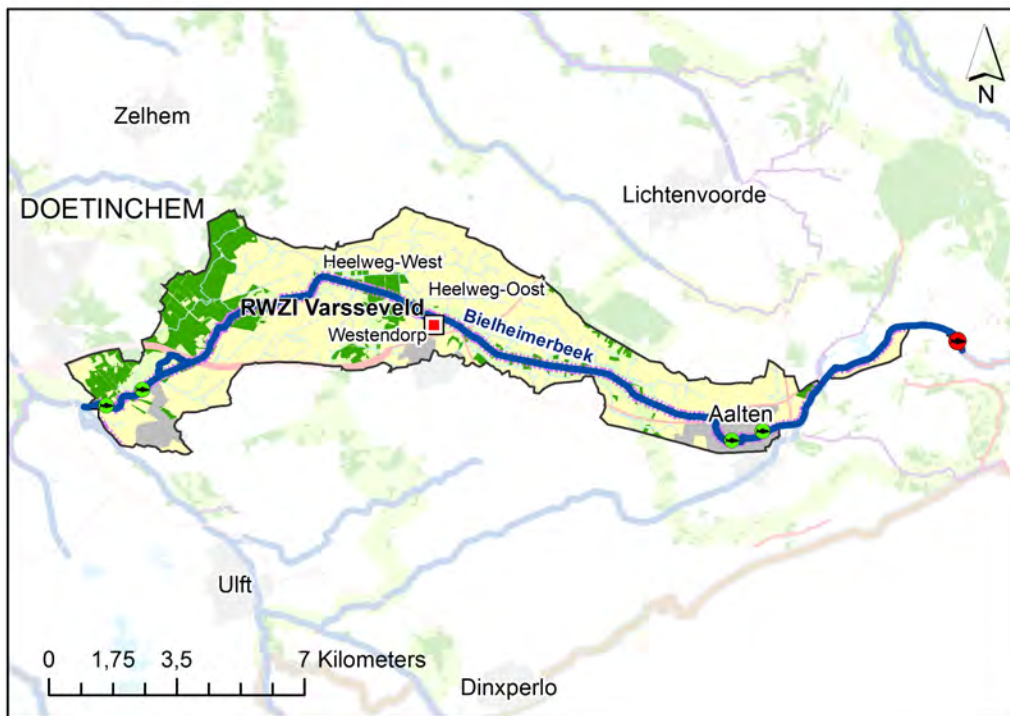 N
Zelhem
Lichtenvoorde
DOETINCHEM
Heelweg-West
Heelweg-Oost
RWZI Varsseveld
Westendorp
Bielheimerbeek
Aalten
Ulft
0 1,75 3,5 7 Kilometers
Dinxperlo